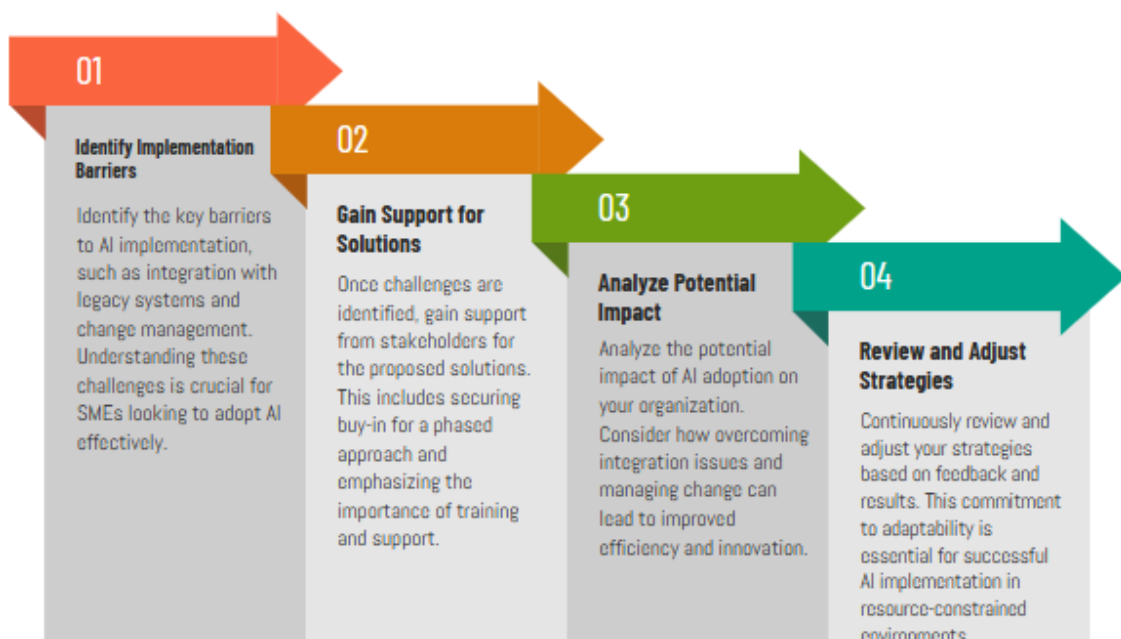 01
Identify Implementation
Barriers
Identify the key barriers
to AI implementation,
such as integration with
legacy systems and
change management.
Understanding these
challenges is crucial for
SMEs looking to adopt AI
effectively.
02
Gain Support for
Solutions
Once challenges are
identified, gain support
from stakeholders for
the proposed solutions.
This includes securing
buy-in for a phased
approach and
emphasizing the
importance of training
and support.
03
Analyze Potential
Impact
Analyze the potential
impact of AI adoption on
your organization.
Consider how overcoming
integration issues and
managing change can
lead to improved
efficiency and innovation.
04
Review and Adjust
Strategies
Continuously review and
adjust your strategies
based on feedback and
results. This commitment
to adaptability is
essential for successful
AI implementation in
resource-constrained
environments